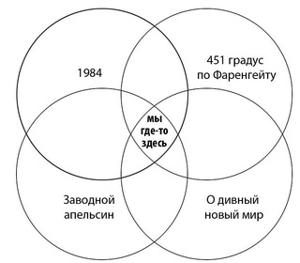 1984
451 градус
по Фаренгейту
мы
где-то
здесь
Заводной
апельсин
О дивный
новый мир